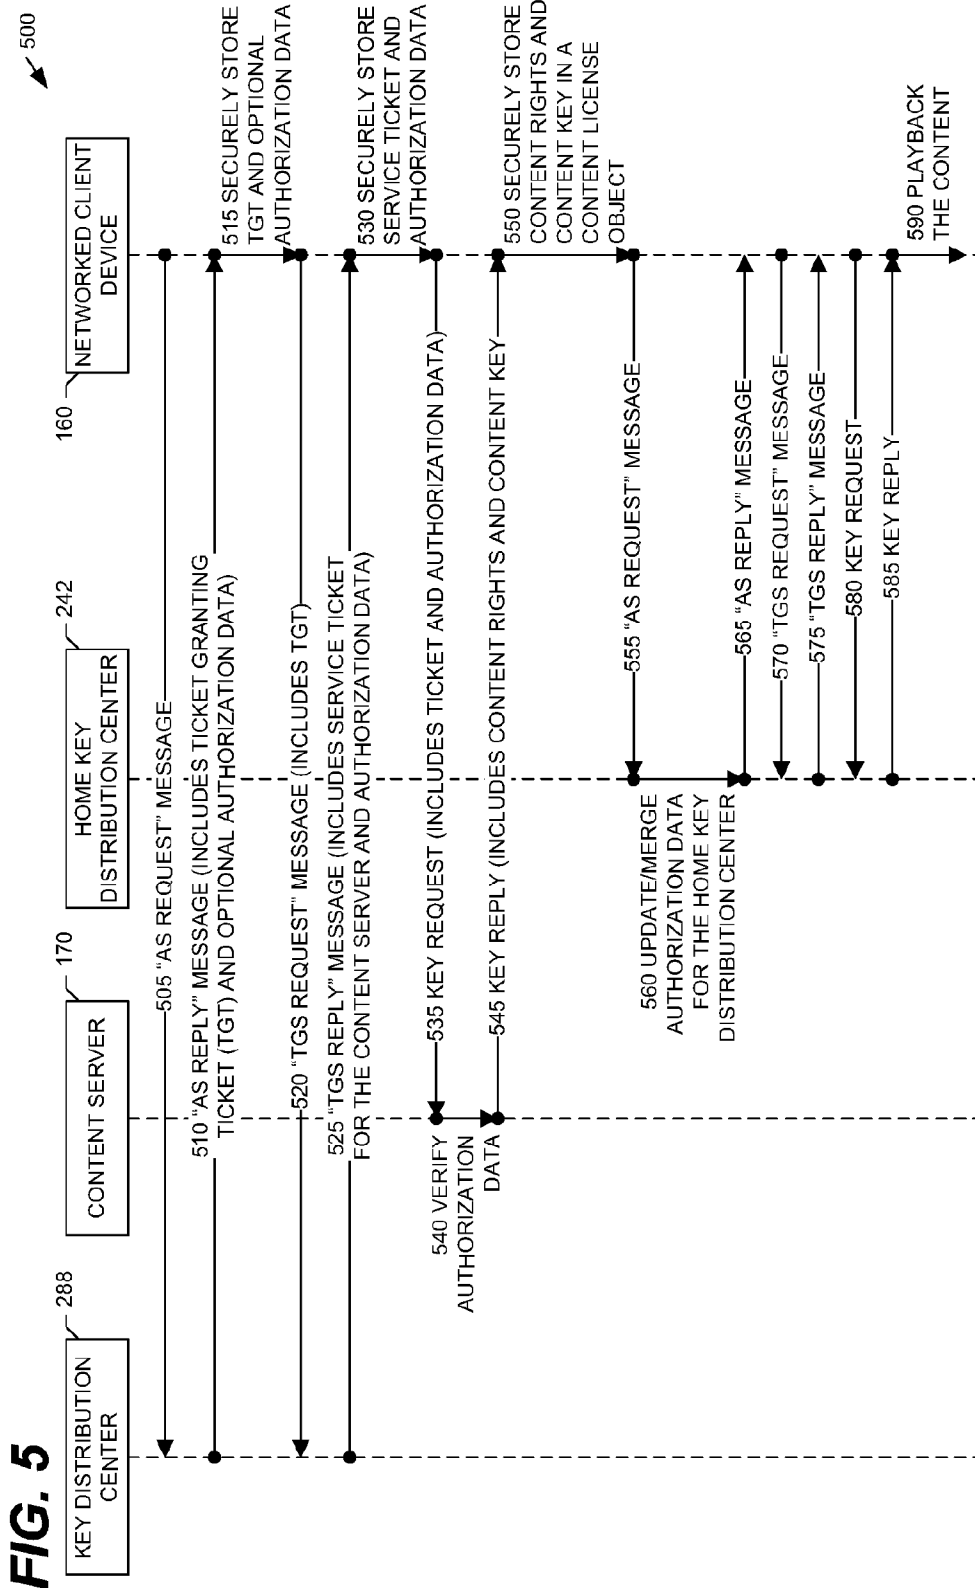 FIG. 5
500
KEY DISTRIBUTION
CENTER
288
CONTENT SERVER
170
HOME KEY
DISTRIBUTION CENTER
242
NETWORKED CLIENT
DEVICE
160
505 "AS REQUEST" MESSAGE
510 "AS REPLY" MESSAGE (INCLUDES TICKET GRANTING
TICKET (TGT) AND OPTIONAL AUTHORIZATION DATA)
515 SECURELY STORE
TGT AND OPTIONAL
AUTHORIZATION DATA
520 "TGS REQUEST" MESSAGE (INCLUDES TGT)
525 "TGS REPLY" MESSAGE (INCLUDES SERVICE TICKET
FOR THE CONTENT SERVER AND AUTHORIZATION DATA)
530 SECURELY STORE
SERVICE TICKET AND
AUTHORIZATION DATA
535 KEY REQUEST (INCLUDES TICKET AND AUTHORIZATION DATA)
540 VERIFY
AUTHORIZATION
DATA
545 KEY REPLY (INCLUDES CONTENT RIGHTS AND CONTENT KEY
550 SECURELY STORE
CONTENT RIGHTS AND
CONTENT KEY IN A
CONTENT LICENSE
OBJECT
555 "AS REQUEST" MESSAGE
560 UPDATE/MERGE
AUTHORIZATION DATA
FOR THE HOME KEY
DISTRIBUTION CENTER
565 "AS REPLY" MESSAGE
570 "TGS REQUEST" MESSAGE
575 "TGS REPLY" MESSAGE
580 KEY REQUEST
585 KEY REPLY
590 PLAYBACK
THE CONTENT